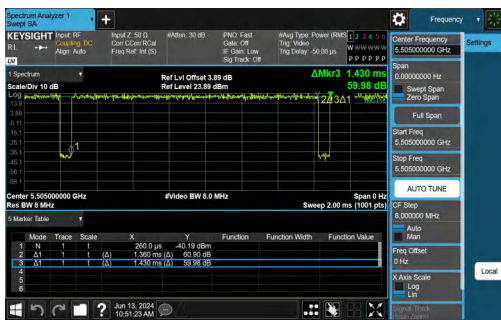 Spectrum Analyzer 1
Swept SA
+
Frequency
KEYSIGHT Input: RF Input Z: 50 Ω #Atten: 30 dB PNO: Fast #Avg Type: Power (RMS 1 2 3 4 5 6
RL Coupling: DC Corr CCorr RCal Gate: Off Trig: Video W W W W W W
Align: Auto Freq Ref: Int (S) IF Gain: Low Trig Delay: -50.00 µs P P P P P P
LW Sig Track: Off
Center Frequency
5.505000000 GHz
Settings
1 Spectrum
Ref Lvl Offset 3.89 dB ΔMkr3 1.430 ms
Scale/Div 10 dB Ref Level 23.89 dBm 59.98 dB
Span
0.00000000 Hz
Swept Span
Zero Span
Full Span
Log
13.9
3.89
-6.11
-16.1
-26.1
-36.1
-46.1
-56.1
-66.1
1
3Δ1
Start Freq
5.505000000 GHz
Stop Freq
5.505000000 GHz
AUTO TUNE
Center 5.505000000 GHz #Video BW 8.0 MHz Span 0 Hz
Res BW 8 MHz Sweep 2.00 ms (1001 pts)
CF Step
8.000000 MHz
Auto
Man
5 Marker Table
Mode Trace Scale X Y Function Function Width Function Value
1 N 1 t 260.0 µs -40.19 dBm
2 Δ1 1 t (Δ) 1.360 ms (Δ) 60.90 dB
3 Δ1 1 t (Δ) 1.430 ms (Δ) 59.98 dB
4
5
6
Freq Offset
0 Hz
X Axis Scale
Log
Lin
Local
Signal Track
? Jun 13, 2024
10:51:23 AM